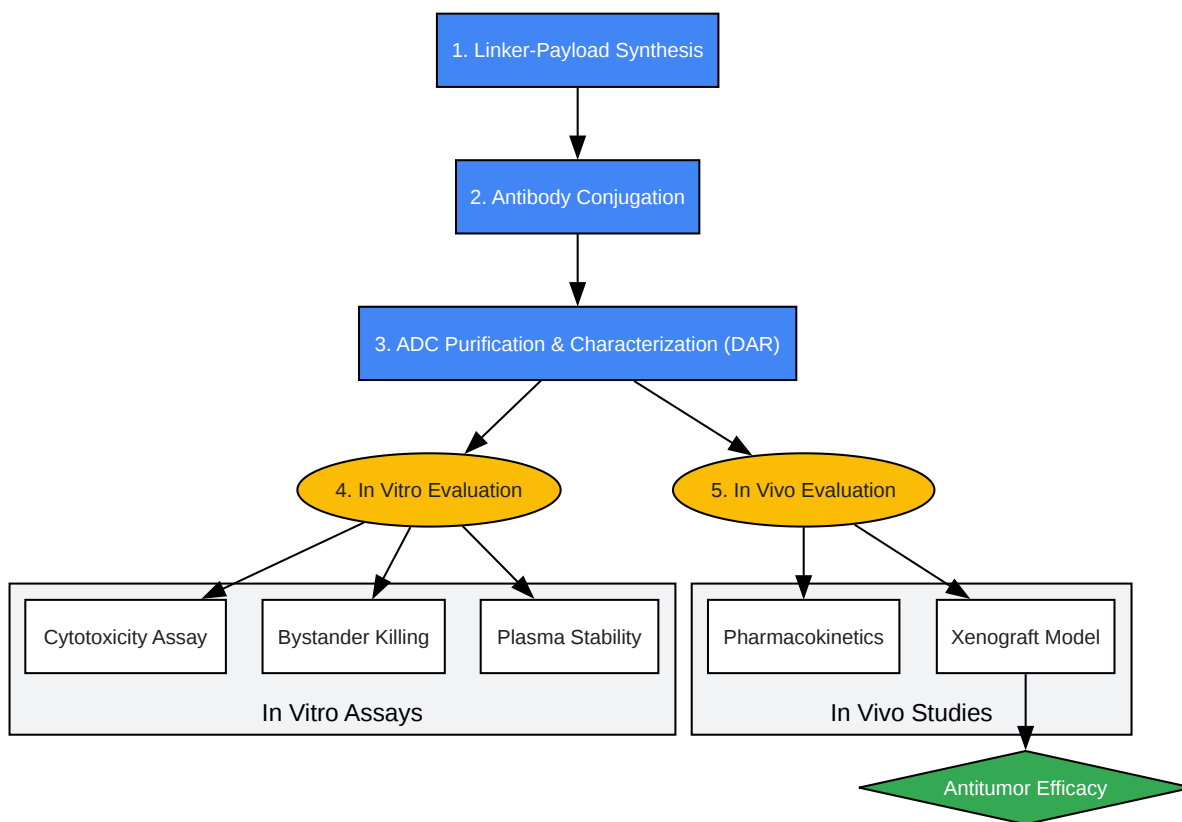 1. Linker-Payload Synthesis
2. Antibody Conjugation
3. ADC Purification & Characterization (DAR)
4. In Vitro Evaluation
5. In Vivo Evaluation
Cytotoxicity Assay
Bystander Killing
Plasma Stability
Pharmacokinetics
Xenograft Model
In Vitro Assays
In Vivo Studies
Antitumor Efficacy